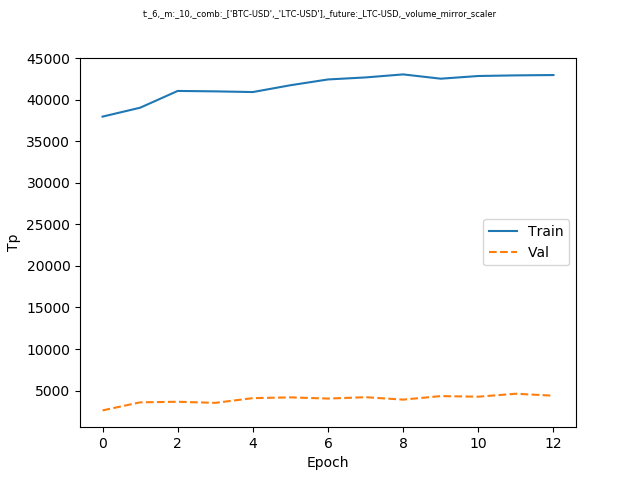 t:_6,_m:_10,_comb:_['BTC-USD',_'LTC-USD'],_future:_LTC-USD,_volume_mirror_scaler
45000
40000
35000
30000
25000
20000
15000
10000
5000
Tp
Train
Val
0 2 4 6 8 10 12
Epoch